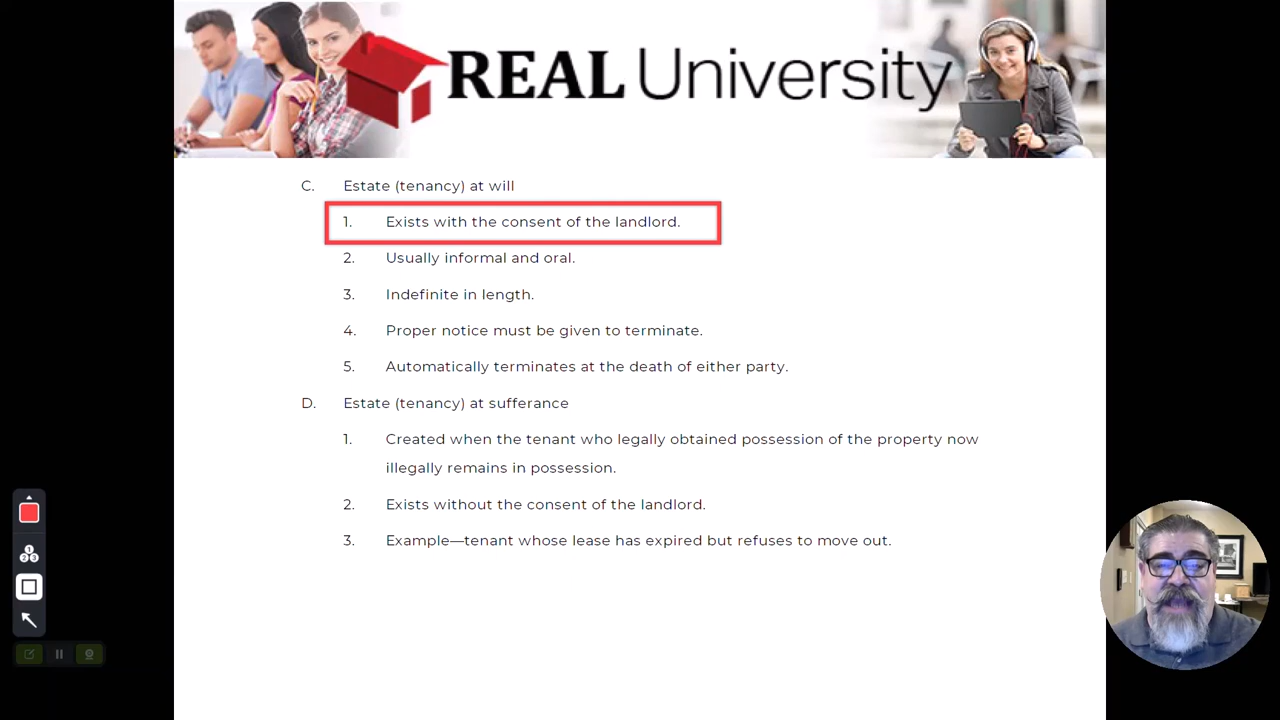 REAL University
C. Estate (tenancy) at will
1. Exists with the consent of the landlord.
2. Usually informal and oral.
3. Indefinite in length.
4. Proper notice must be given to terminate.
5. Automatically terminates at the death of either party.
D. Estate (tenancy) at sufferance
1. Created when the tenant who legally obtained possession of the property now
illegally remains in possession.
2. Exists without the consent of the landlord.
3. Example—tenant whose lease has expired but refuses to move out.